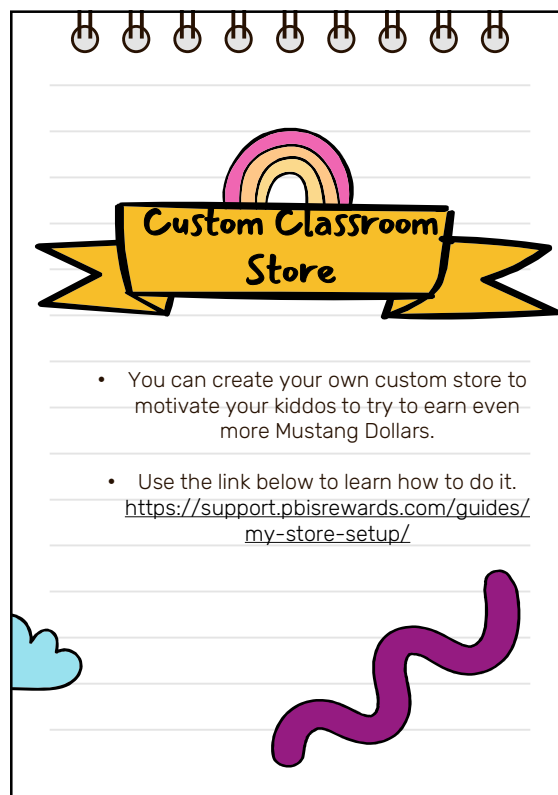 Custom Classroom
Store
• You can create your own custom store to
motivate your kiddos to try to earn even
more Mustang Dollars.
• Use the link below to learn how to do it.
https://support.pbisrewards.com/guides/
my-store-setup/